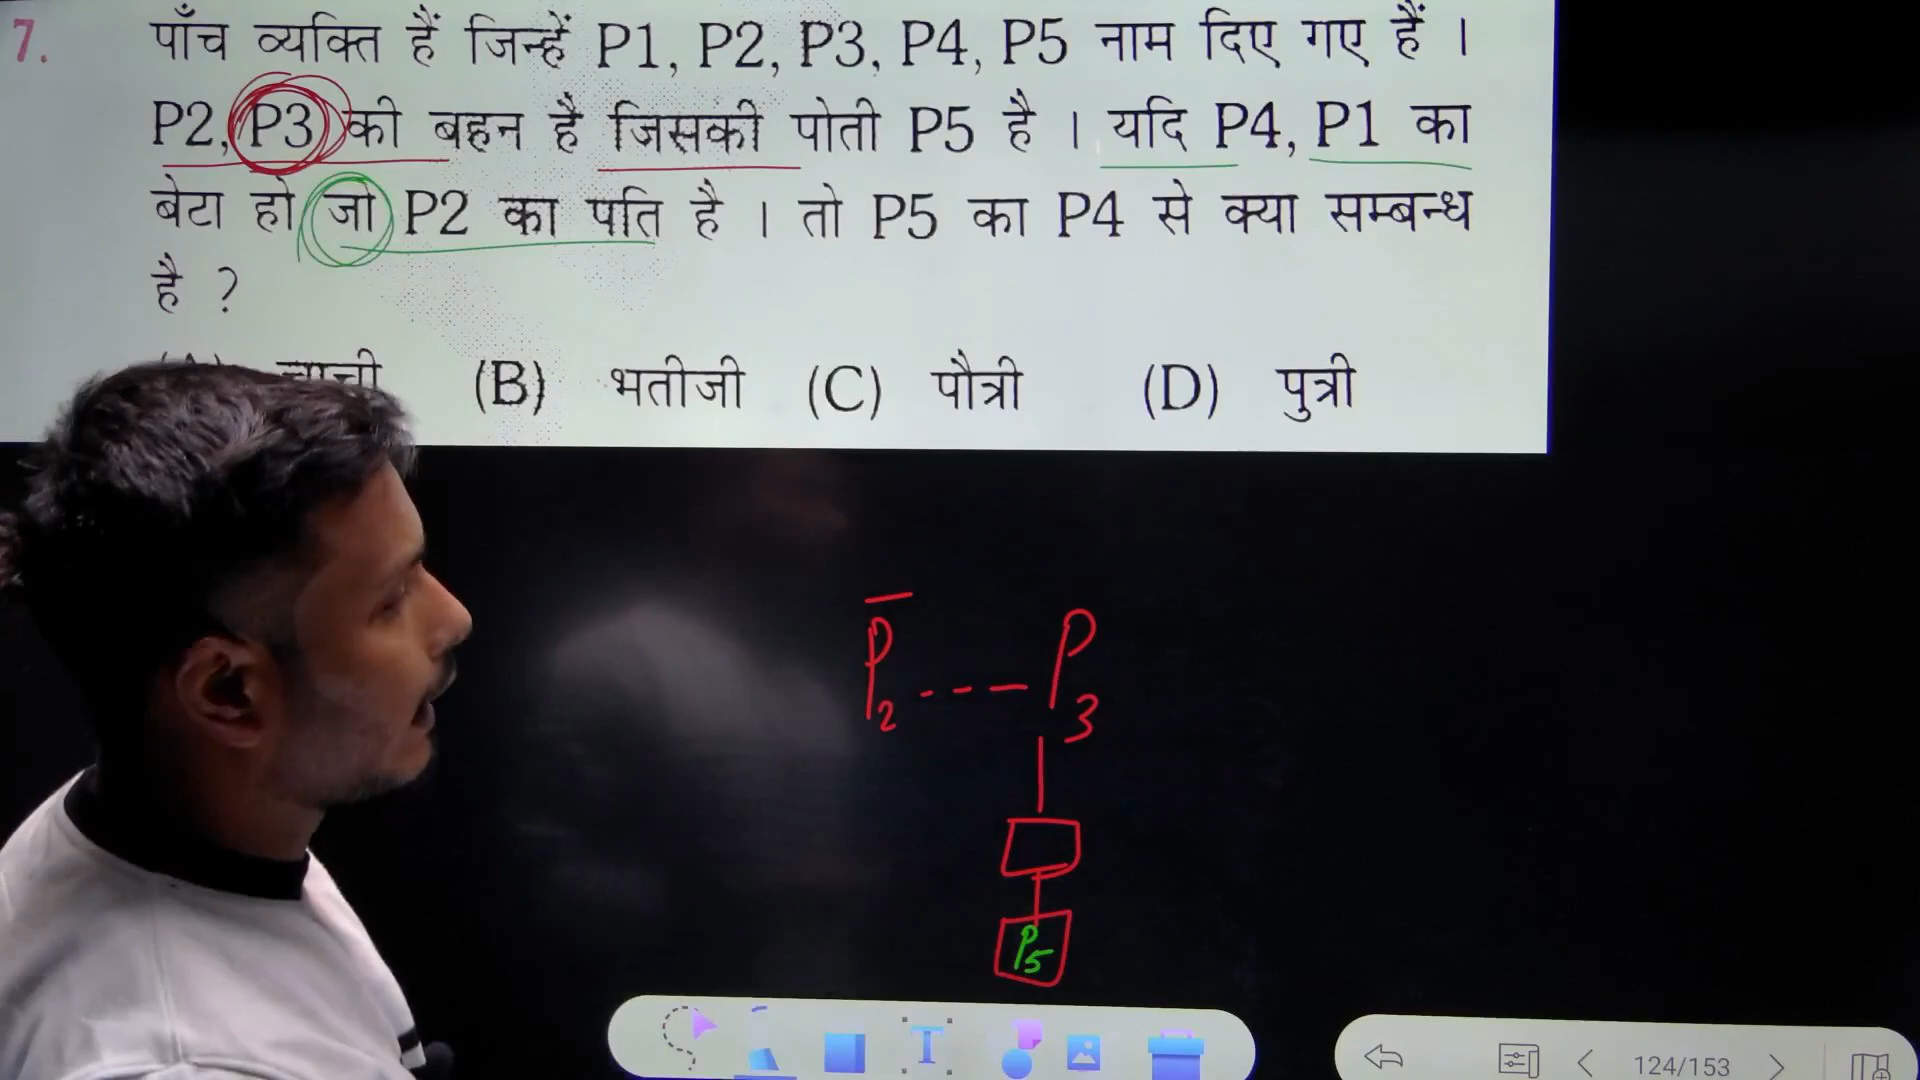 7. पाँच व्यक्ति हैं जिन्हें P1, P2, P3, P4, P5 नाम दिए गए हैं ।
P2, P3 की बहन है जिसकी पोती P5 है । यदि P4, P1 का
बेटा हो जो P2 का पति है । तो P5 का P4 से क्या सम्बन्ध
है ?
(B) भतीजी (C) पौत्री (D) पुत्री
P2 --- P3
P5
T
124/153